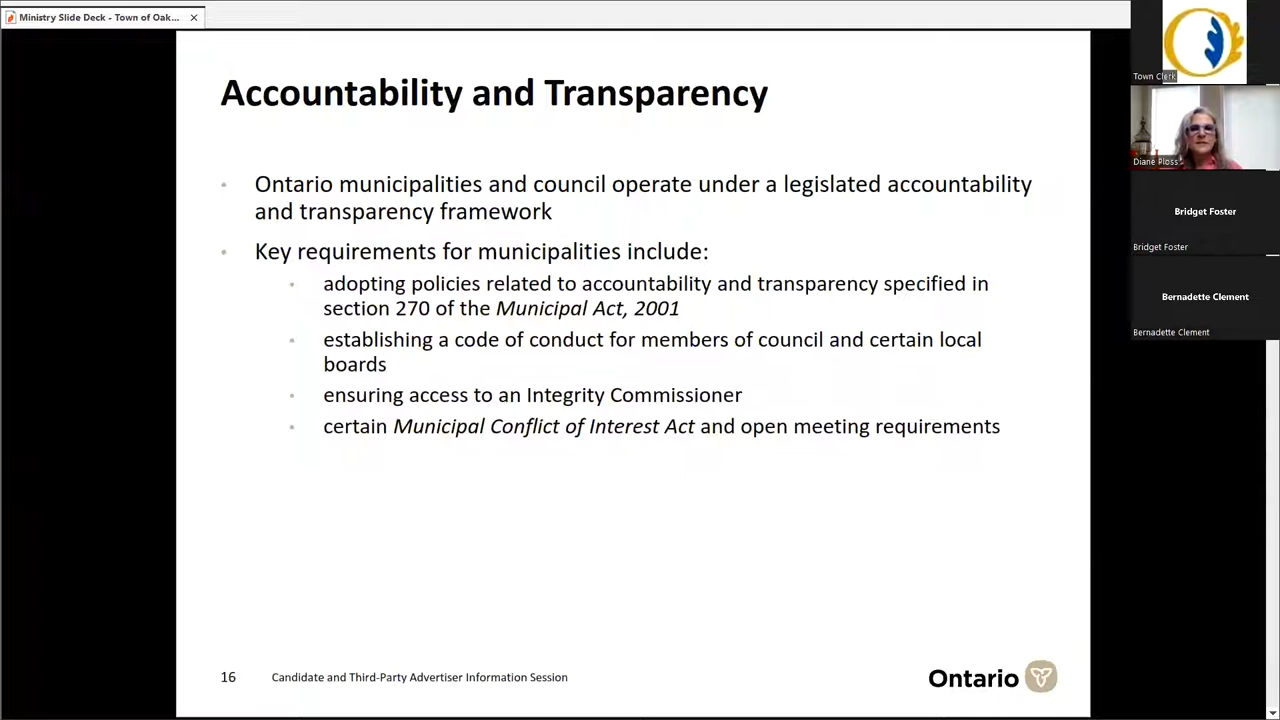 Ministry Slide Deck - Town of Oak...
Accountability and Transparency
Ontario municipalities and council operate under a legislated accountability
and transparency framework
Key requirements for municipalities include:
adopting policies related to accountability and transparency specified in
section 270 of the Municipal Act, 2001
establishing a code of conduct for members of council and certain local
boards
ensuring access to an Integrity Commissioner
certain Municipal Conflict of Interest Act and open meeting requirements
16
Candidate and Third-Party Advertiser Information Session
Ontario
Town Clerk
Diane Ploss
Bridget Foster
Bridget Foster
Bernadette Clement
Bernadette Clement